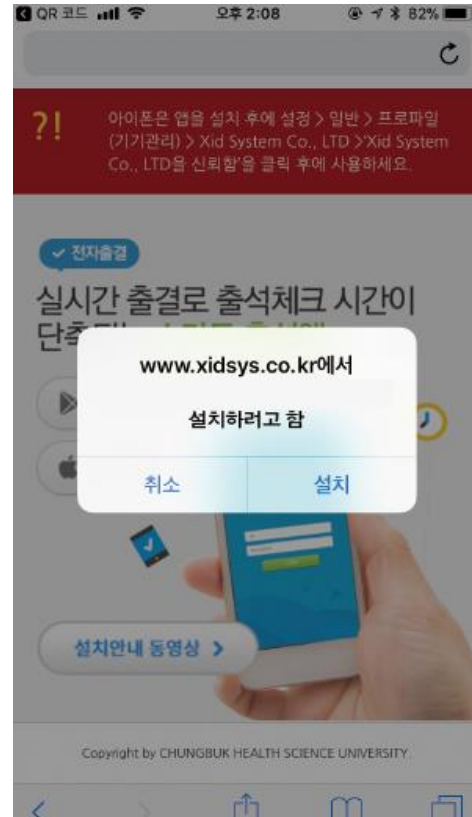 QR 코드 오후 2:08 82%
?! 아이폰은 앱을 설치 후에 설정 > 일반 > 프로파일
(기기관리) > Xid System Co., LTD >'Xid System
Co., LTD을 신뢰함'을 클릭 후에 사용하세요.
전자출결
실시간 출결로 출석체크 시간이
www.xidsys.co.kr에서
설치하려고 함
취소 설치
설치안내 동영상 >
Copyright by CHUNGBUK HEALTH SCIENCE UNIVERSITY.